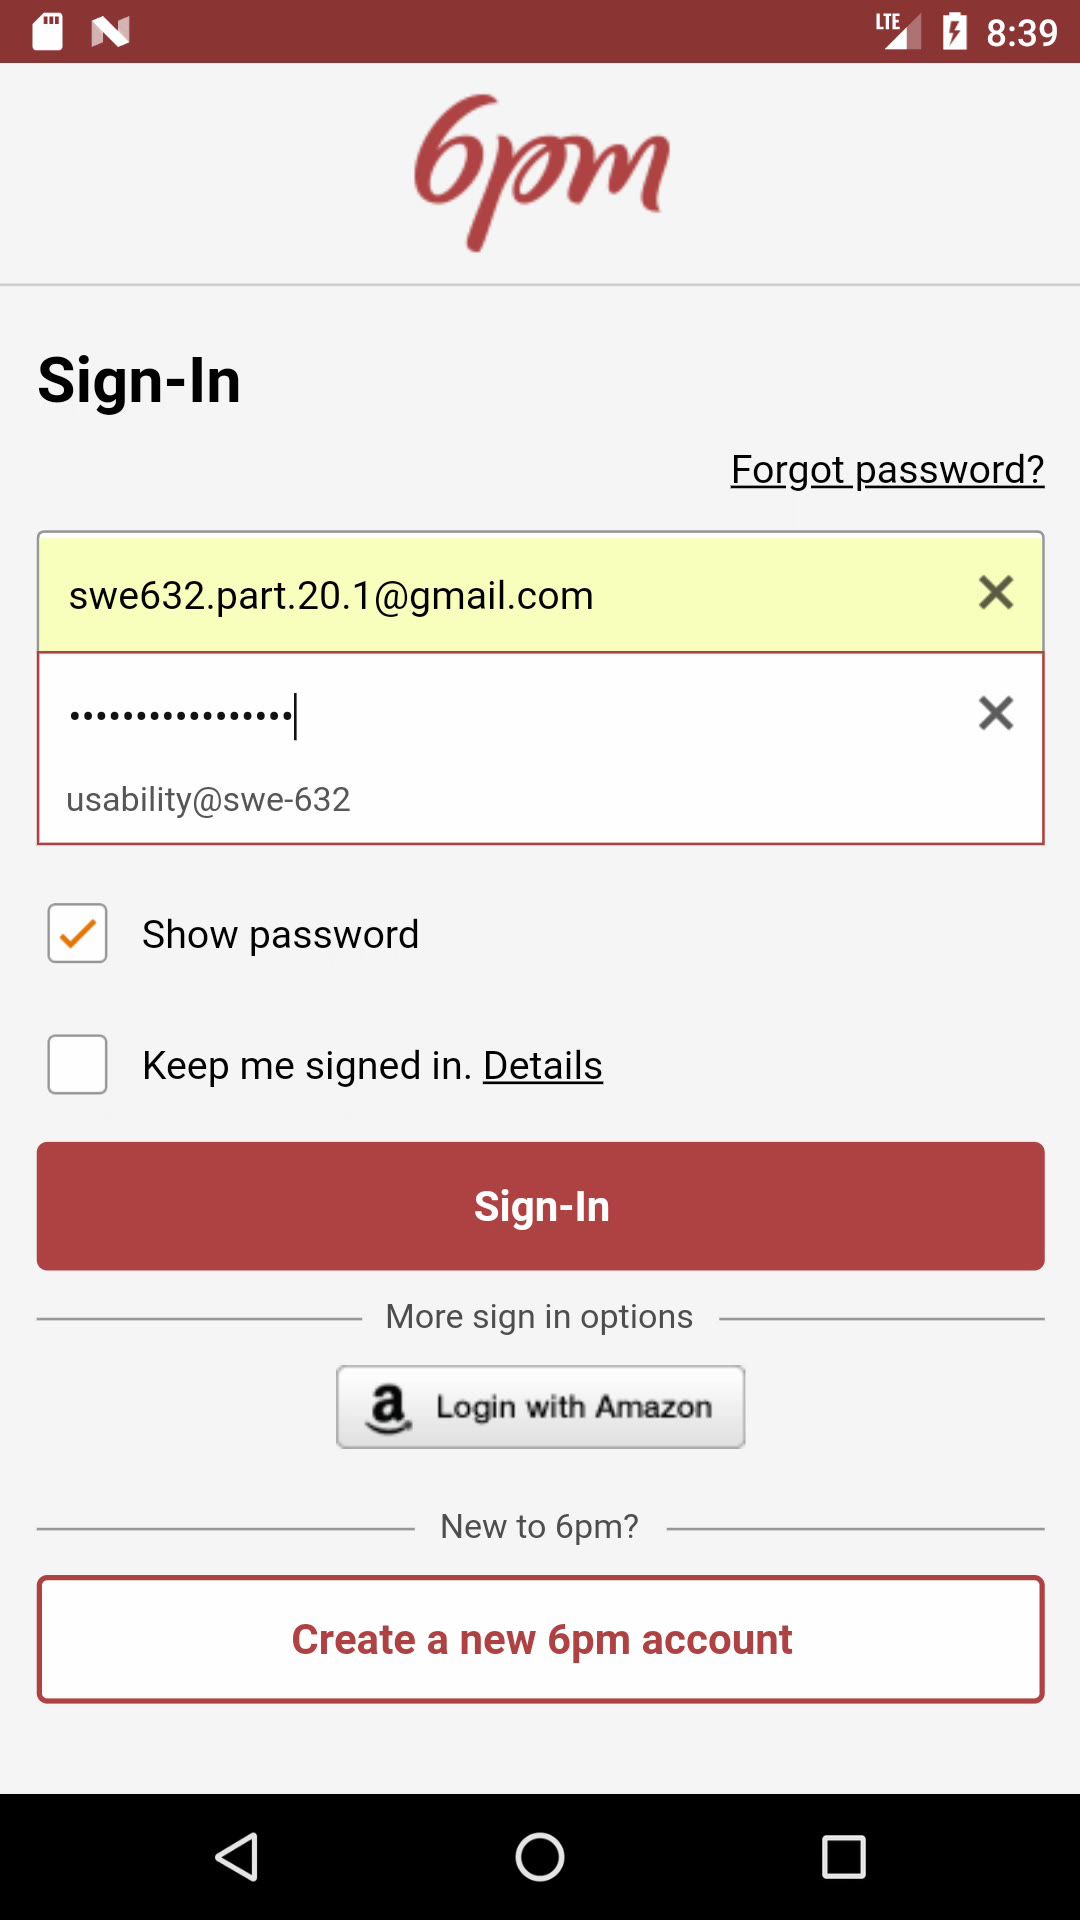 LTE 8:39
6pm
Sign-In
Forgot password?
swe632.part.20.1@gmail.com
•••••••••••••••••
usability@swe-632
Show password
Keep me signed in. Details
Sign-In
More sign in options
a Login with Amazon
New to 6pm?
Create a new 6pm account